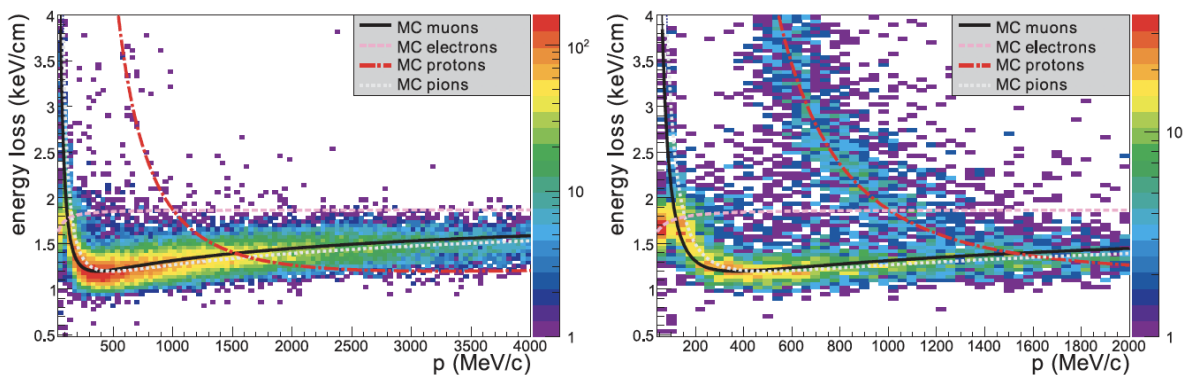 energy loss (keV/cm)
4
3.5
3
2.5
2
1.5
1
0.5
MC muons
MC electrons
MC protons
MC pions
10²
10
1
500 1000 1500 2000 2500 3000 3500 4000
p (MeV/c)
energy loss (keV/cm)
4
3.5
3
2.5
2
1.5
1
0.5
MC muons
MC electrons
MC protons
MC pions
10
1
200 400 600 800 1000 1200 1400 1600 1800 2000
p (MeV/c)